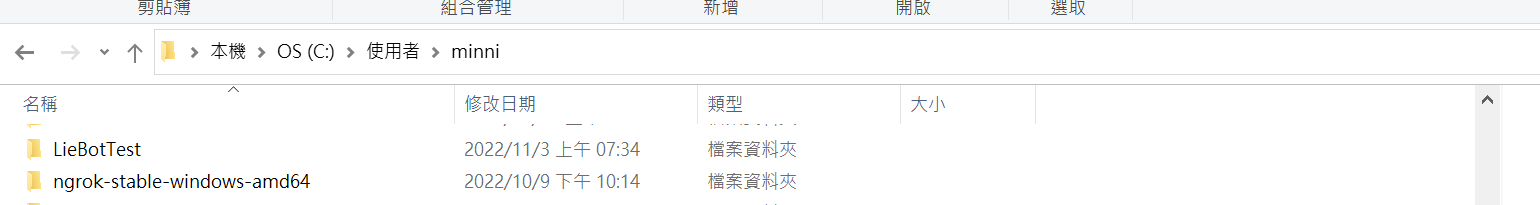 剪貼簿 組合管理 新增 開啟 選取
本機 OS (C:) 使用者 minni
名稱 修改日期 類型 大小
LieBotTest 2022/11/3 上午 07:34 檔案資料夾
ngrok-stable-windows-amd64 2022/10/9 下午 10:14 檔案資料夾